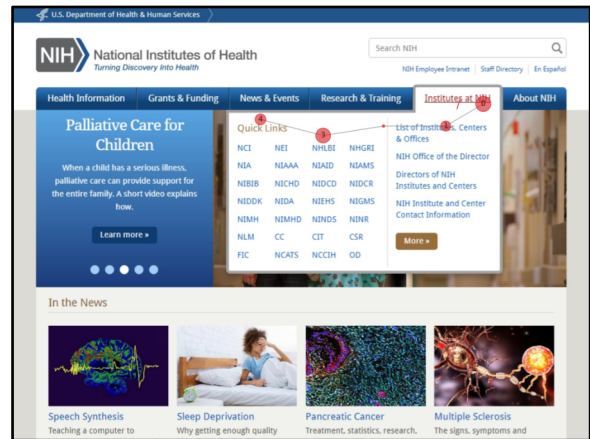 U.S. Department of Health & Human Services
NIH
National Institutes of Health
Turning Discovery Into Health
Search NIH
NIH Employee Intranet
Staff Directory
En Español
Health Information
Grants & Funding
News & Events
Research & Training
Institutes at NIH
About NIH
Palliative Care for
Children
When a child has a serious illness,
palliative care can provide support for
the entire family. A short video explains
how.
Learn more »
Quick Links
NCI NEI NHLBI NHGRI
NIA NIAAA NIAID NIAMS
NIBIB NICHD NIDCD NIDCR
NIDDK NIDA NIEHS NIGMS
NIMH NIMHD NINDS NINR
NLM CC CIT CSR
FIC NCATS NCCIH OD
List of Institutes, Centers
& Offices
NIH Office of the Director
Directors of NIH
Institutes and Centers
NIH Institute and Center
Contact Information
More »
4
3
In the News
Speech Synthesis
Teaching a computer to
Sleep Deprivation
Why getting enough quality
Pancreatic Cancer
Treatment, statistics, research,
Multiple Sclerosis
The signs, symptoms and